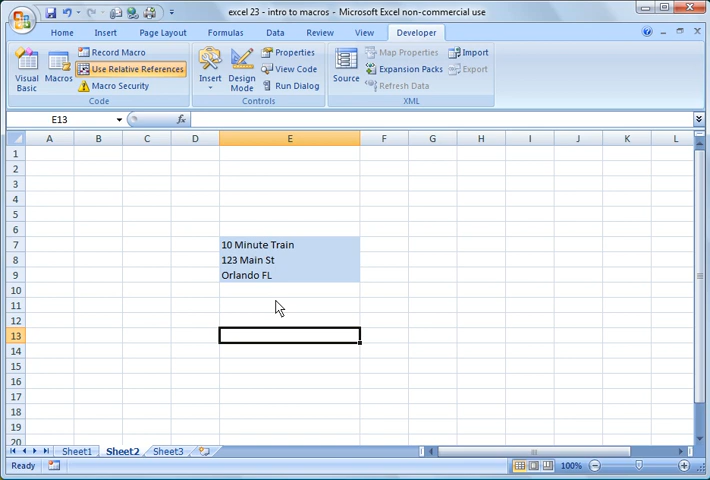 excel 23 - intro to macros - Microsoft Excel non-commercial use
Home Insert Page Layout Formulas Data Review View Developer
Visual Basic
Macros
Record Macro
Use Relative References
Macro Security
Code
Insert
Design Mode
Properties
View Code
Run Dialog
Controls
Source
Map Properties
Expansion Packs
Refresh Data
Import
Export
XML
E13 fx
A B C D E F G H I J K L
1
2
3
4
5
6
7 10 Minute Train
8 123 Main St
9 Orlando FL
10
11
12
13
14
15
16
17
18
19
20
Sheet1 Sheet2 Sheet3
Ready 100%